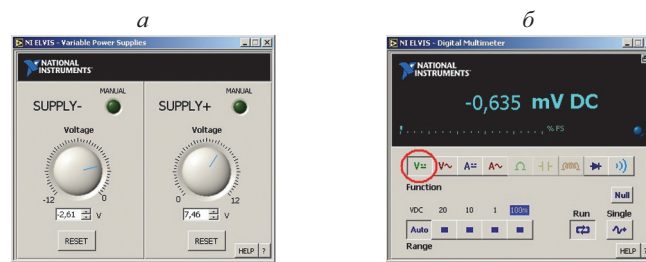 а
NI ELVIS - Variable Power Supplies
NATIONAL
INSTRUMENTS
MANUAL
SUPPLY-
Voltage
-12 0
-2,61 V
RESET
MANUAL
SUPPLY+
Voltage
0 12
7,46 V
RESET
HELP ?
б
NI ELVIS - Digital Multimeter
NATIONAL
INSTRUMENTS
-0,635 mV DC
% FS
V= V~ A= A~ Ω
Function
Null
VDC 20 10 1 100m
Run Single
Auto
Range
HELP